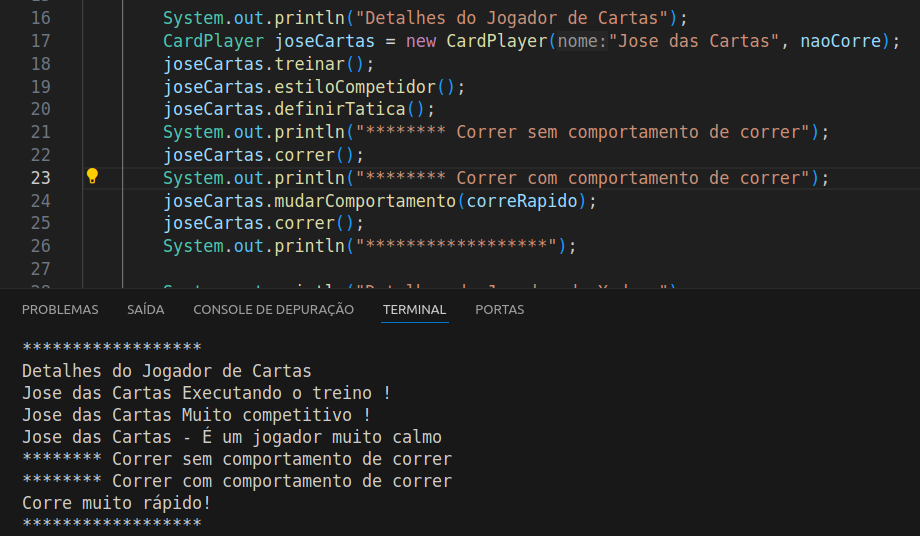 16 System.out.println("Detalhes do Jogador de Cartas");
17 CardPlayer joseCartas = new CardPlayer(nome:"Jose das Cartas", naoCorre);
18 joseCartas.treinar();
19 joseCartas.estiloCompetidor();
20 joseCartas.definirTatica();
21 System.out.println("******** Correr sem comportamento de correr");
22 joseCartas.correr();
23 System.out.println("******** Correr com comportamento de correr");
24 joseCartas.mudarComportamento(correRapido);
25 joseCartas.correr();
26 System.out.println("******************");
27
PROBLEMAS SAÍDA CONSOLE DE DEPURAÇÃO TERMINAL PORTAS
******************
Detalhes do Jogador de Cartas
Jose das Cartas Executando o treino !
Jose das Cartas Muito competitivo !
Jose das Cartas - É um jogador muito calmo
******** Correr sem comportamento de correr
******** Correr com comportamento de correr
Corre muito rápido!
******************